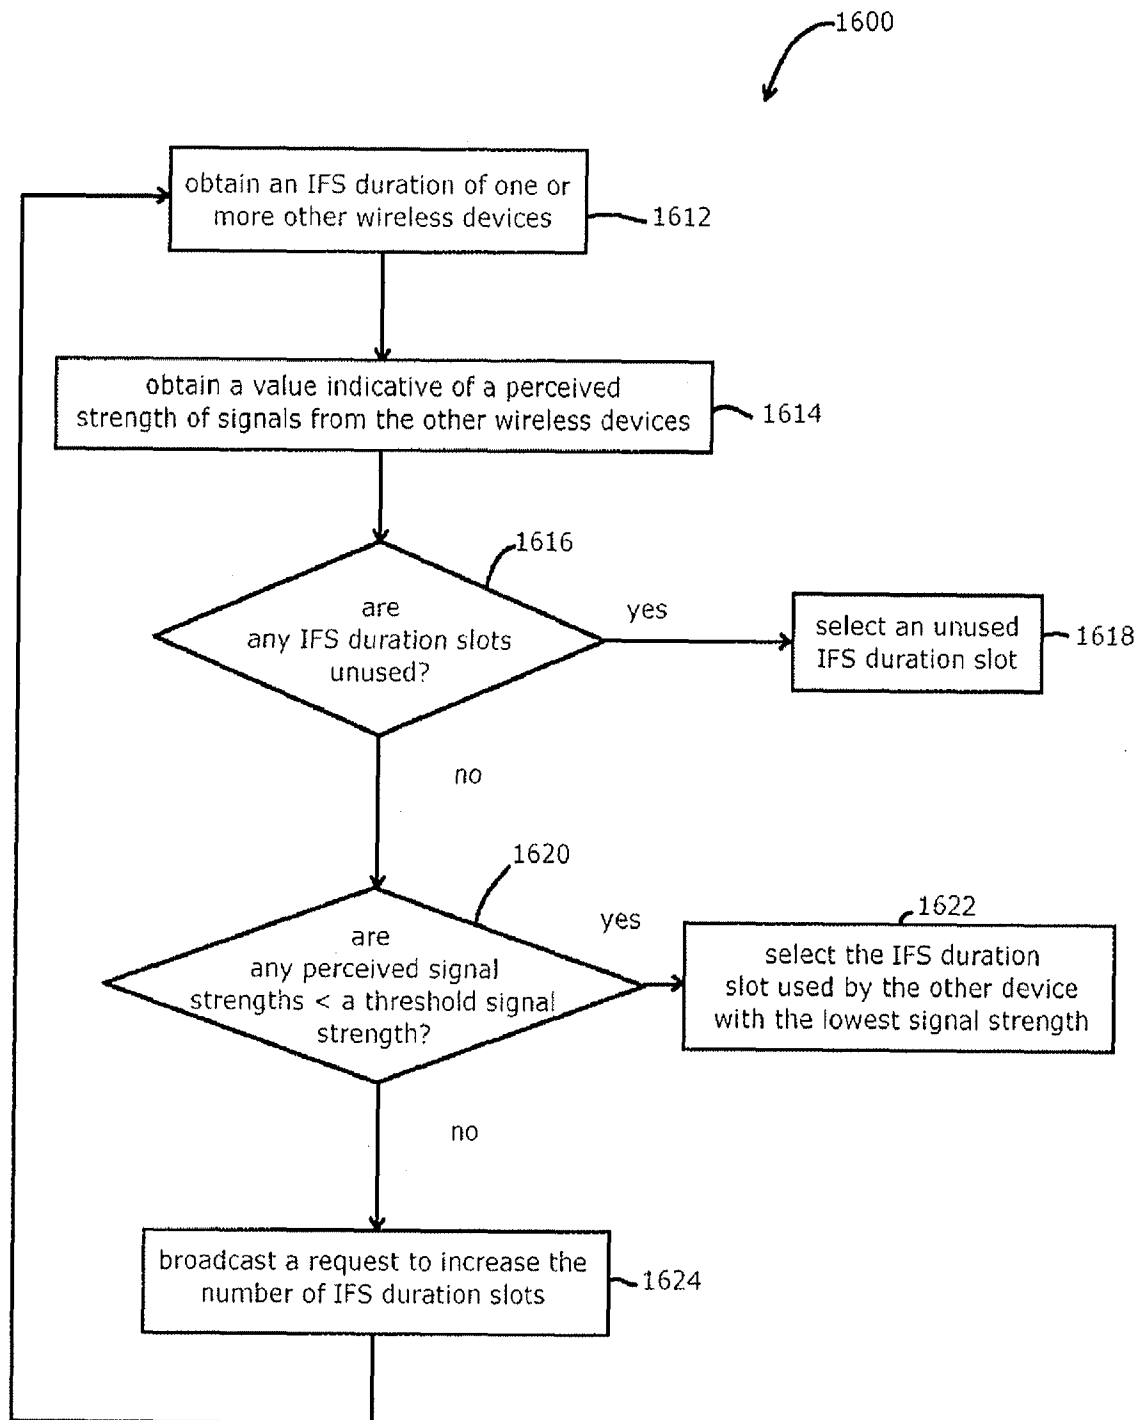 1600
obtain an IFS duration of one or
more other wireless devices
1612
obtain a value indicative of a perceived
strength of signals from the other wireless devices
1614
1616
are
any IFS duration slots
unused?
yes
select an unused
IFS duration slot
1618
no
1620
are
any perceived signal
strengths < a threshold signal
strength?
yes
1622
select the IFS duration
slot used by the other device
with the lowest signal strength
no
broadcast a request to increase the
number of IFS duration slots
1624